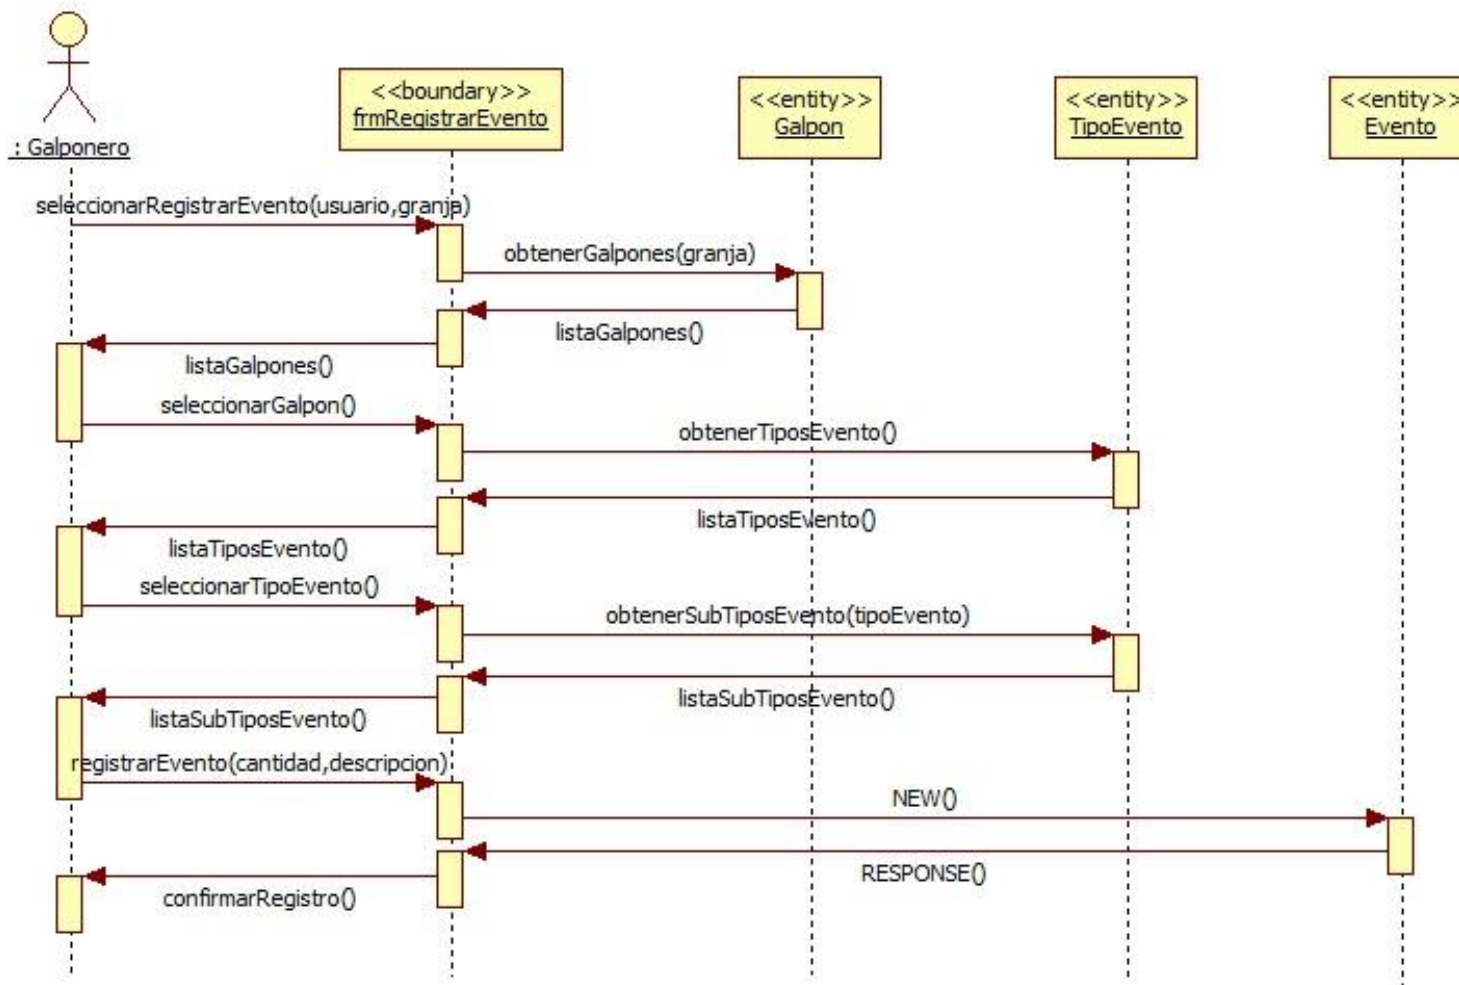 <<boundary>>
frmRegistrarEvento
<<entity>>
Galpon
<<entity>>
TipoEvento
<<entity>>
Evento
: Galponero
seleccionarRegistrarEvento(usuario,granja)
obtenerGalpones(granja)
listaGalpones()
listaGalpones()
seleccionarGalpon()
obtenerTiposEvento()
listaTiposEvento()
listaTiposEvento()
seleccionarTipoEvento()
obtenerSubTiposEvento(tipoEvento)
listaSubTiposEvento()
listaSubTiposEvento()
registrarEvento(cantidad,descripcion)
NEW()
RESPONSE()
confirmarRegistro()